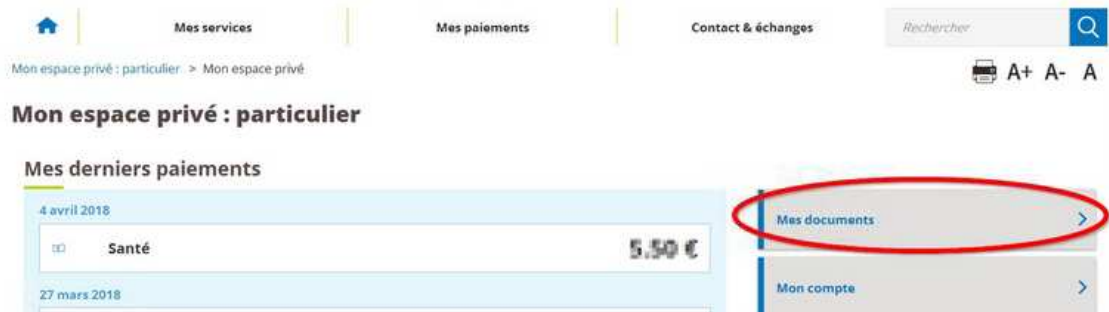 Mes services
Mes paiements
Contact & échanges
Rechercher
Mon espace privé : particulier > Mon espace privé
A+ A- A
Mon espace privé : particulier
Mes derniers paiements
4 avril 2018
Santé
5.50 €
27 mars 2018
Mes documents
Mon compte